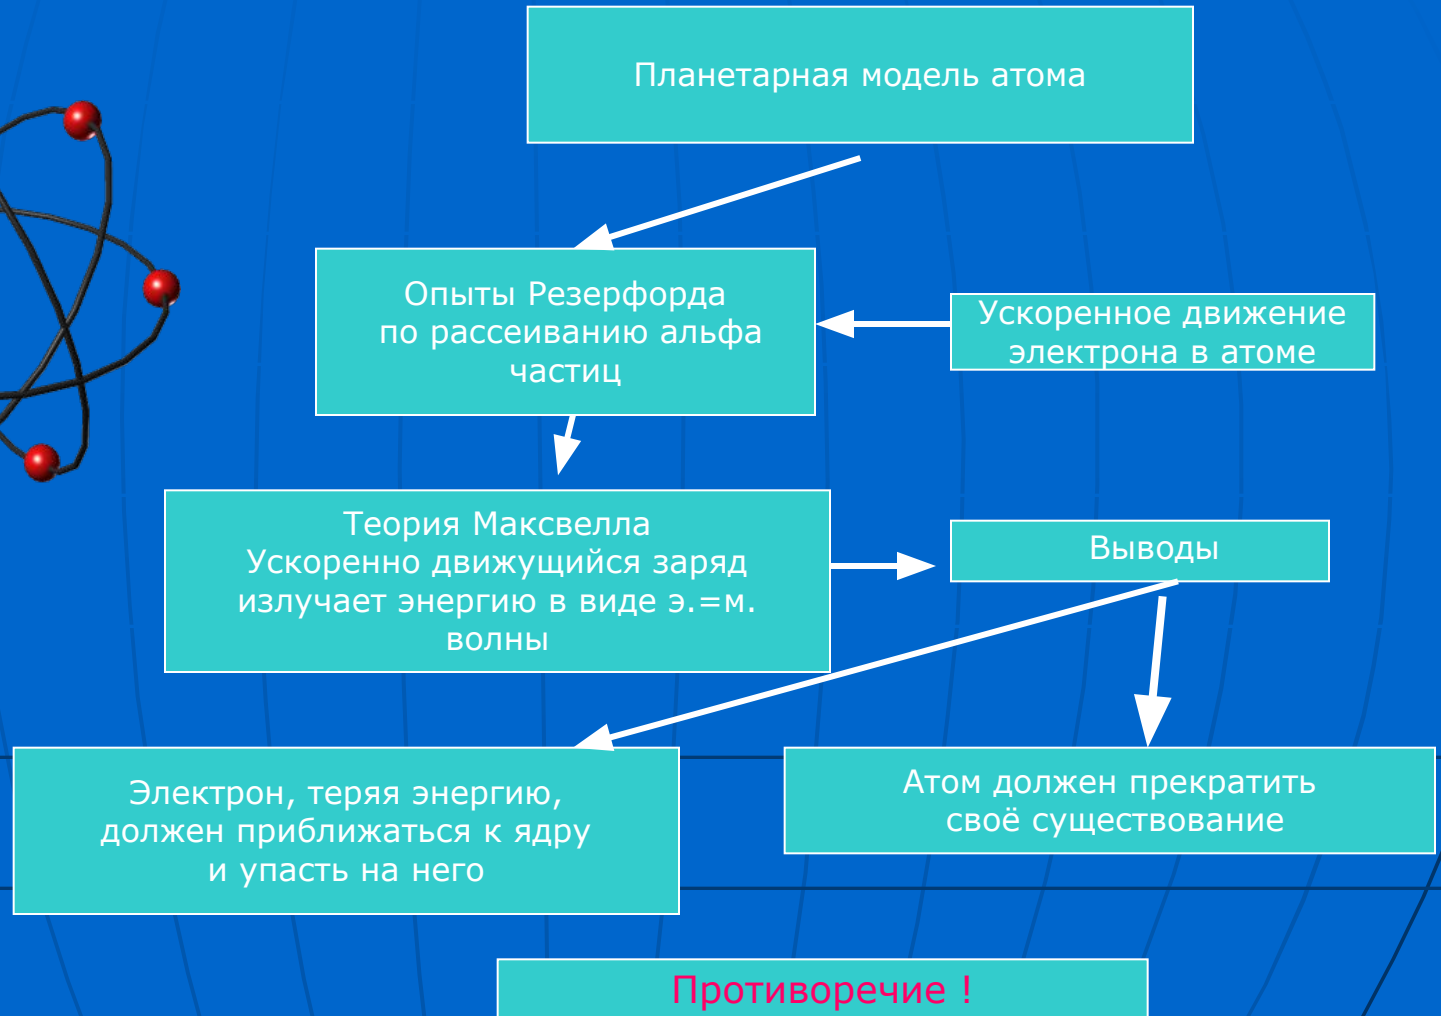 Планетарная модель атома
Опыты Резерфорда
по рассеиванию альфа
частиц
Ускоренное движение
электрона в атоме
Теория Максвелла
Ускоренно движущийся заряд
излучает энергию в виде э.=м.
волны
Выводы
Электрон, теряя энергию,
должен приближаться к ядру
и упасть на него
Атом должен прекратить
своё существование
Противоречие !